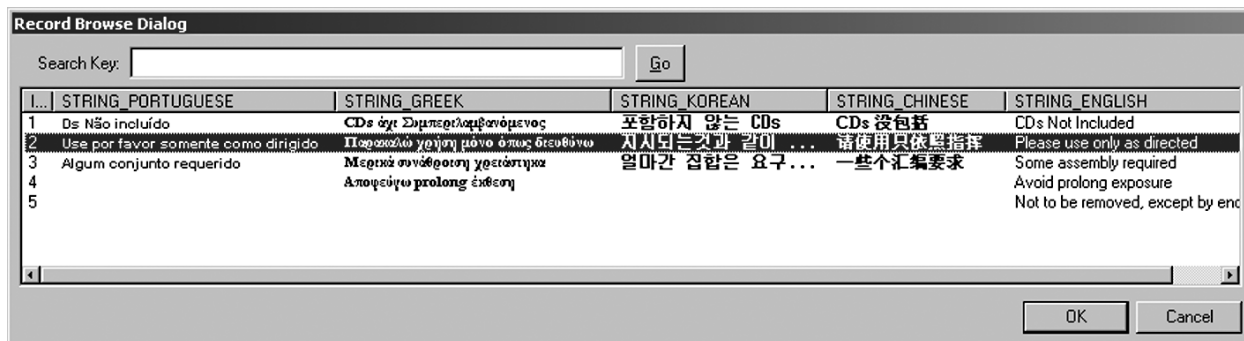 Record Browse Dialog
Search Key: Go
I... STRING_PORTUGUESE STRING_GREEK STRING_KOREAN STRING_CHINESE STRING_ENGLISH
1 Ds Não incluído CDs όχι Συμπεριλαμβανόμενος 포함하지 않는 CDs CDs 没包括 CDs Not Included
2 Use por favor somente como dirigido Παρακαλώ χρήση μόνο όπως διευθύνω 지시되는것과 같이 ... 请使用只依照指挥 Please use only as directed
3 Algum conjunto requerido Μερικά συνάθροιση χρειάστηκα 얼마간 집합은 요구... 一些个汇编要求 Some assembly required
4 Αποφεύγω prolong έκθεση Avoid prolong exposure
5 Not to be removed, except by enc
OK Cancel